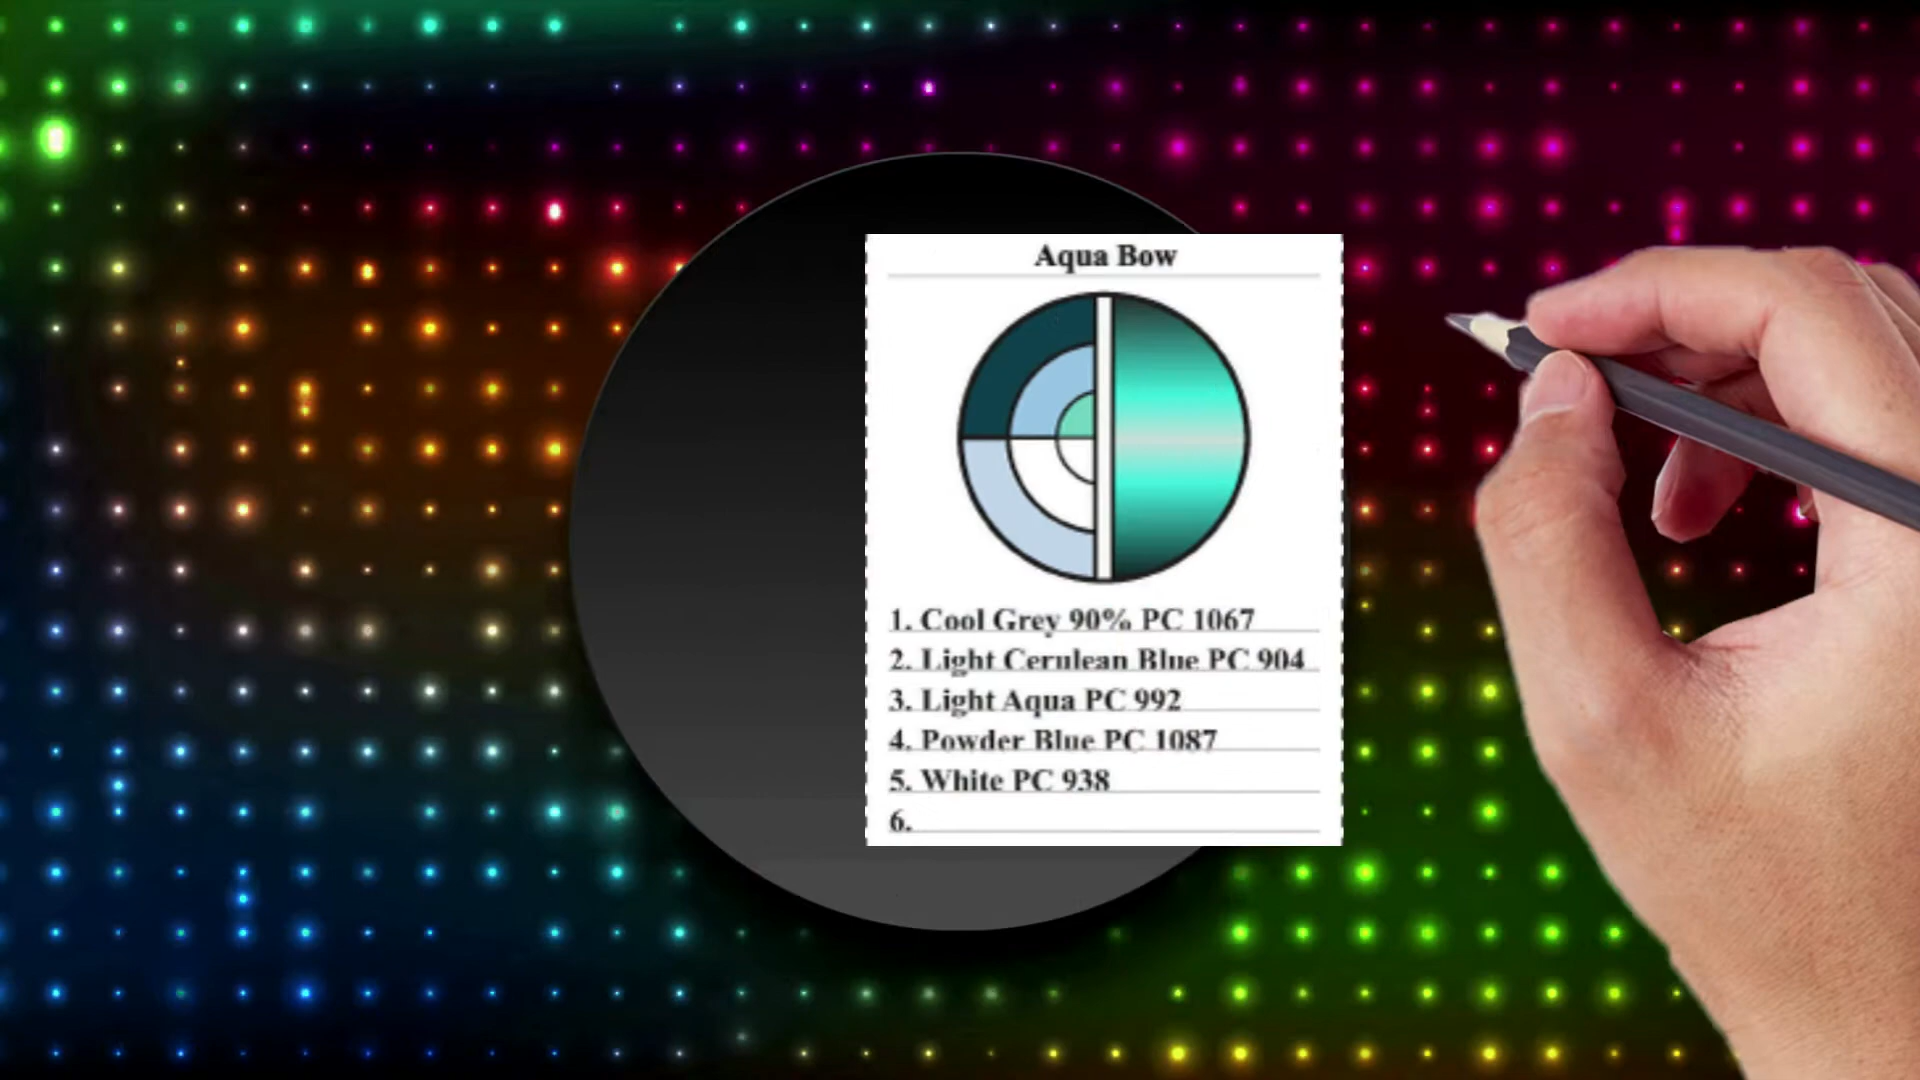 Aqua Bow
1. Cool Grey 90% PC 1067
2. Light Cerulean Blue PC 904
3. Light Aqua PC 992
4. Powder Blue PC 1087
5. White PC 938
6.